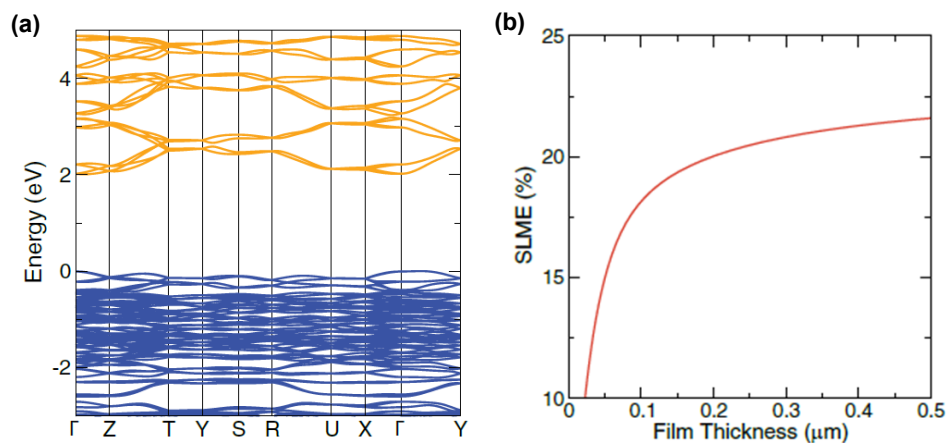 (a)
Energy (eV)
4
2
0
-2
Γ Z T Y S R U X Γ Y
(b)
SLME (%)
25
20
15
10
0 0.1 0.2 0.3 0.4 0.5
Film Thickness (μm)